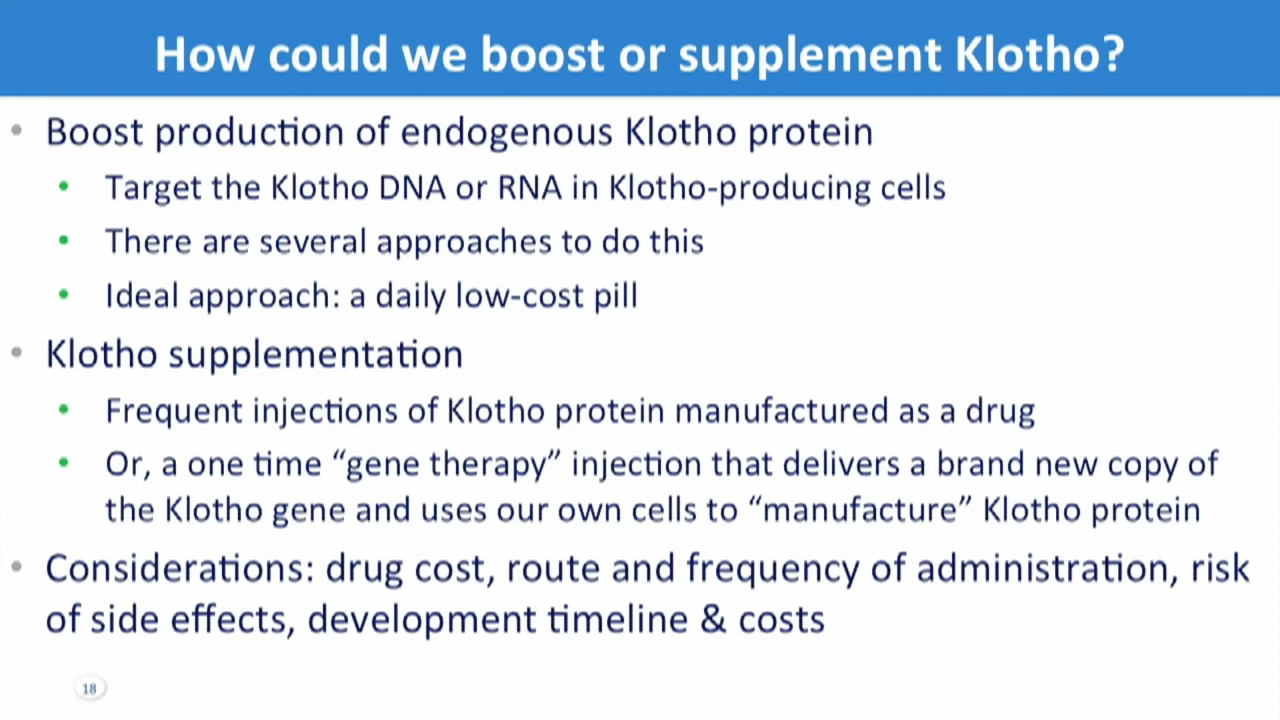 How could we boost or supplement Klotho?
• Boost production of endogenous Klotho protein
• Target the Klotho DNA or RNA in Klotho-producing cells
• There are several approaches to do this
• Ideal approach: a daily low-cost pill
• Klotho supplementation
• Frequent injections of Klotho protein manufactured as a drug
• Or, a one time “gene therapy” injection that delivers a brand new copy of
the Klotho gene and uses our own cells to “manufacture” Klotho protein
• Considerations: drug cost, route and frequency of administration, risk
of side effects, development timeline & costs
18